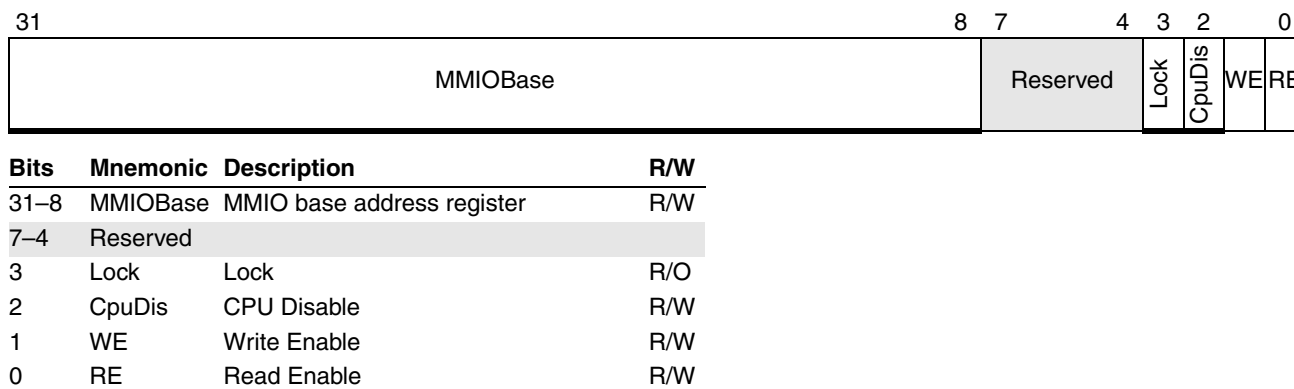 31 8 7 4 3 2 0
MMIOBase Reserved Lock CpuDis WE RE
Bits Mnemonic Description R/W
31–8 MMIOBase MMIO base address register R/W
7–4 Reserved
3 Lock Lock R/O
2 CpuDis CPU Disable R/W
1 WE Write Enable R/W
0 RE Read Enable R/W